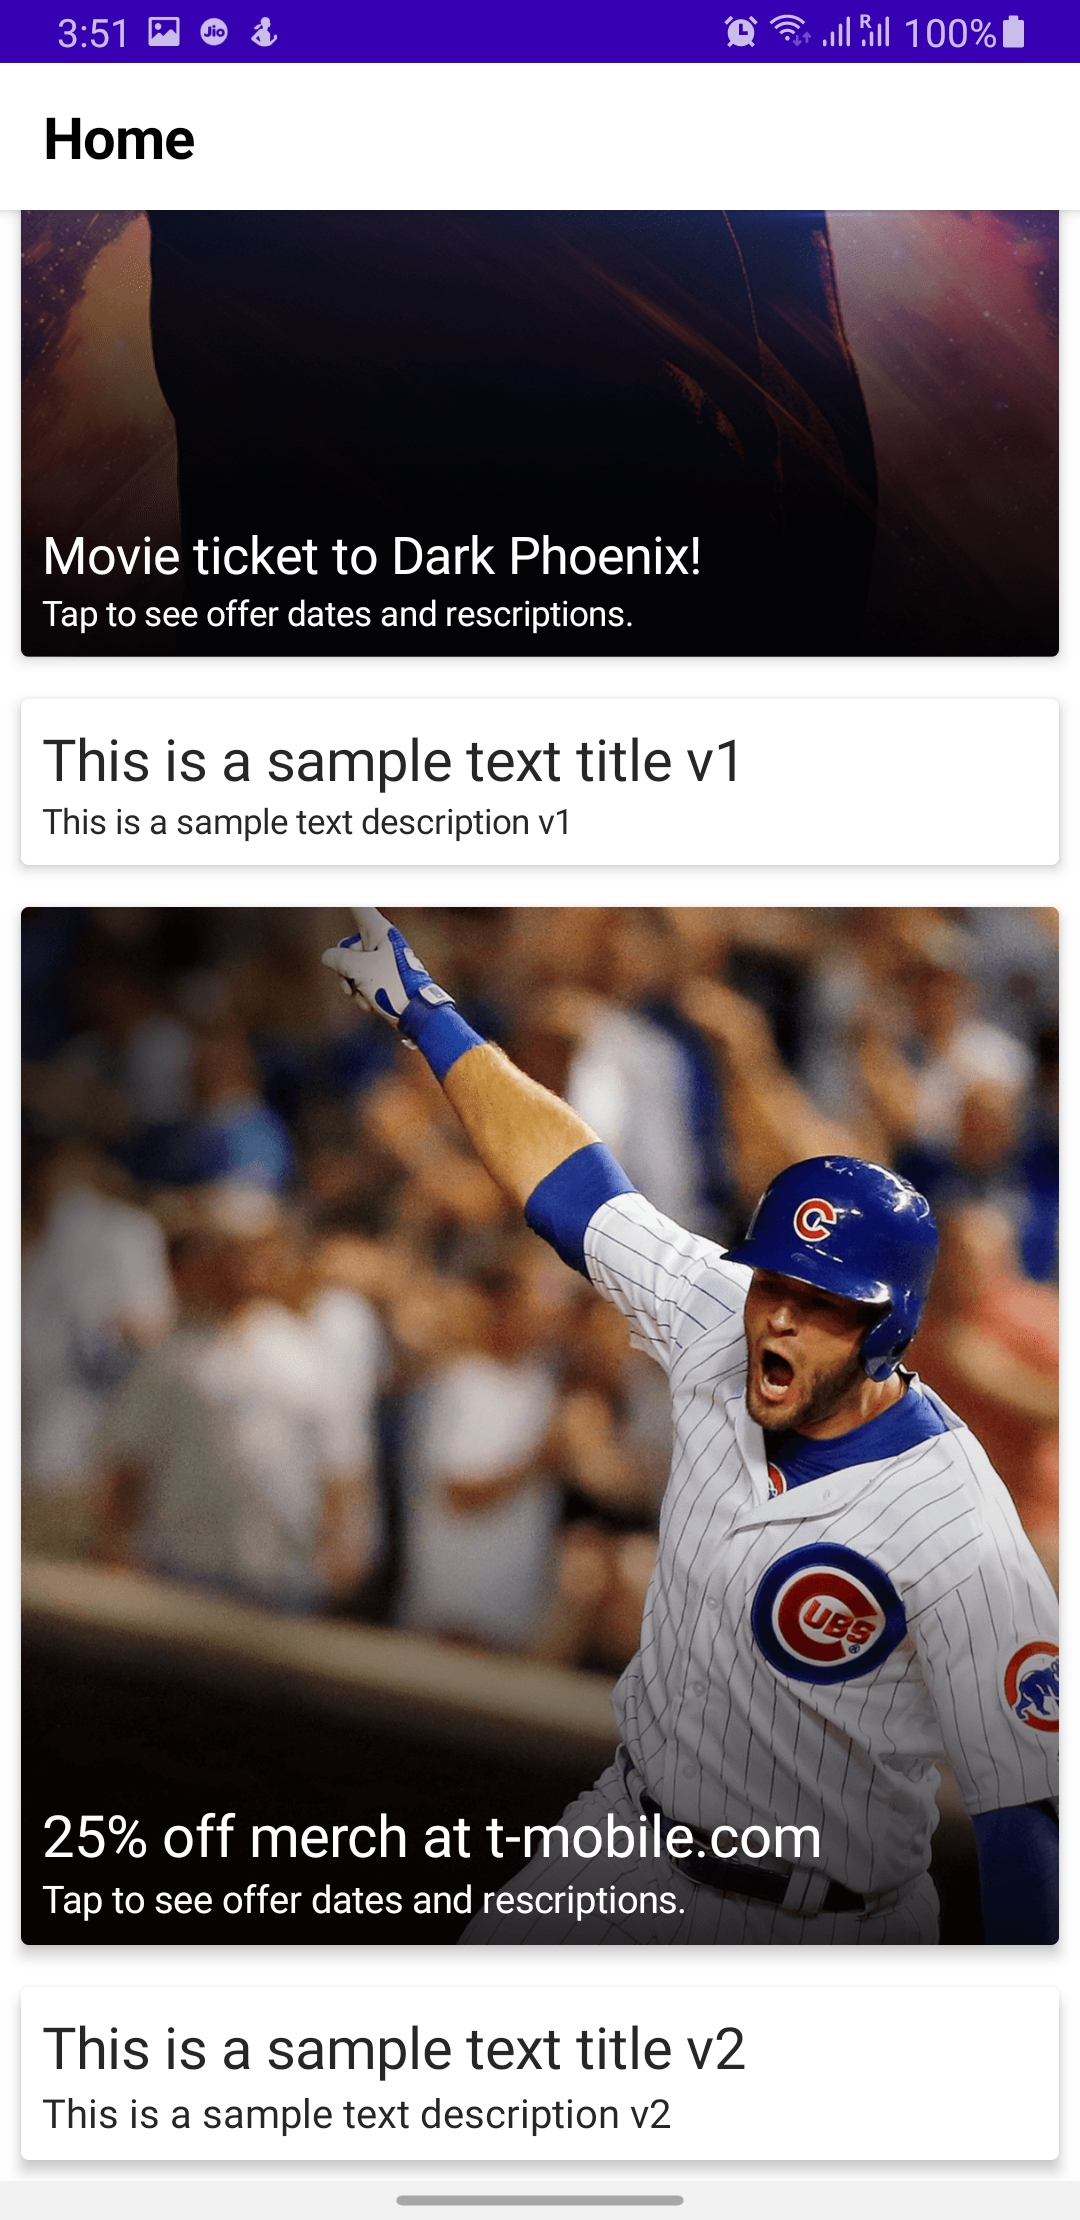 3:51 Jio R 100%
Home
Movie ticket to Dark Phoenix!
Tap to see offer dates and rescriptions.
This is a sample text title v1
This is a sample text description v1
C
UBS
25% off merch at t-mobile.com
Tap to see offer dates and rescriptions.
This is a sample text title v2
This is a sample text description v2